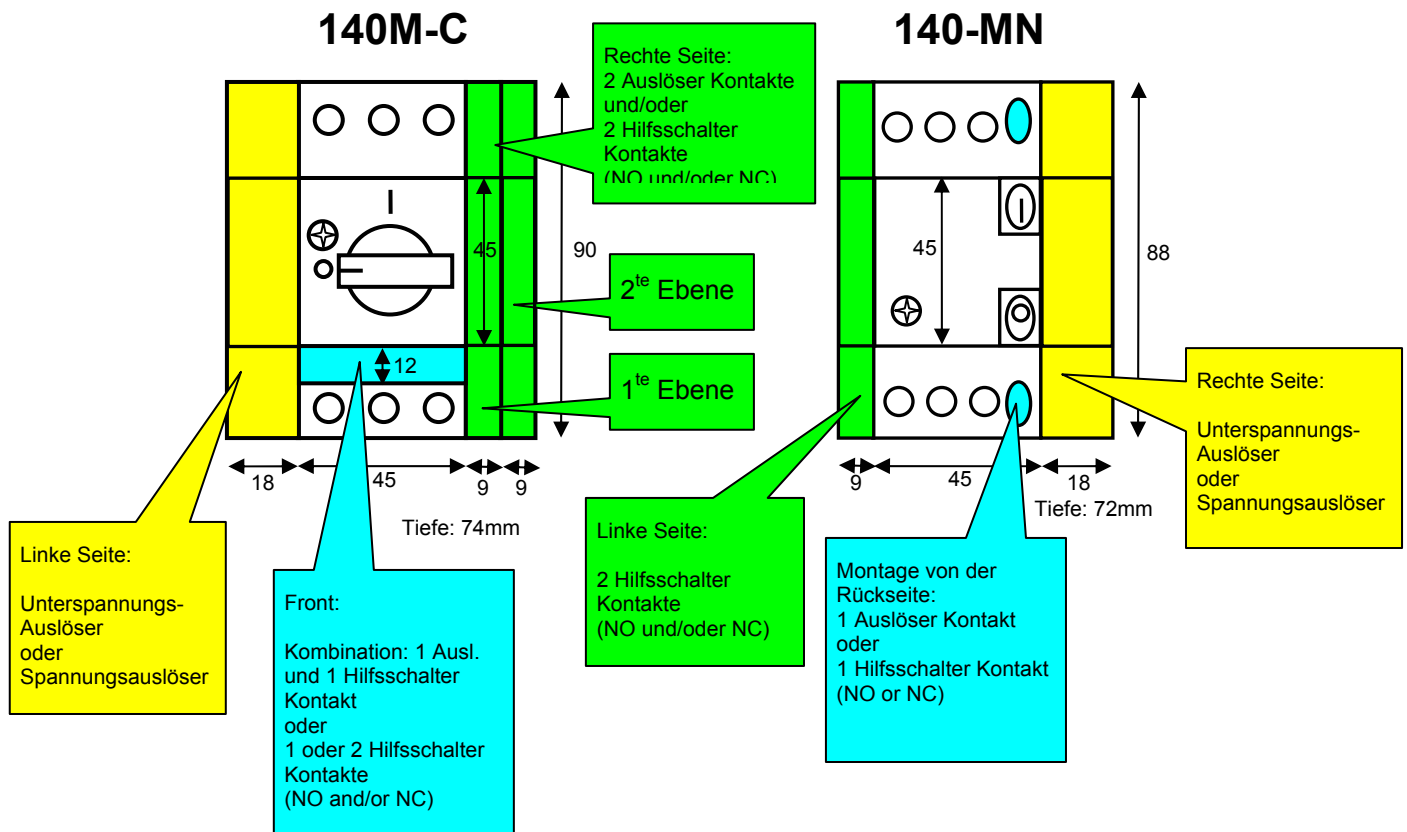 140M-C
140-MN
Rechte Seite:
2 Auslöser Kontakte
und/oder
2 Hilfsschalter
Kontakte
(NO und/oder NC)
45
90
2te Ebene
1te Ebene
12
18
45
9
9
Tiefe: 74mm
45
88
9
45
18
Tiefe: 72mm
Linke Seite:
Unterspannungs-
Auslöser
oder
Spannungsauslöser
Front:
Kombination: 1 Ausl.
und 1 Hilfsschalter
Kontakt
oder
1 oder 2 Hilfsschalter
Kontakte
(NO and/or NC)
Linke Seite:
2 Hilfsschalter
Kontakte
(NO und/oder NC)
Montage von der
Rückseite:
1 Auslöser Kontakt
oder
1 Hilfsschalter Kontakt
(NO or NC)
Rechte Seite:
Unterspannungs-
Auslöser
oder
Spannungsauslöser